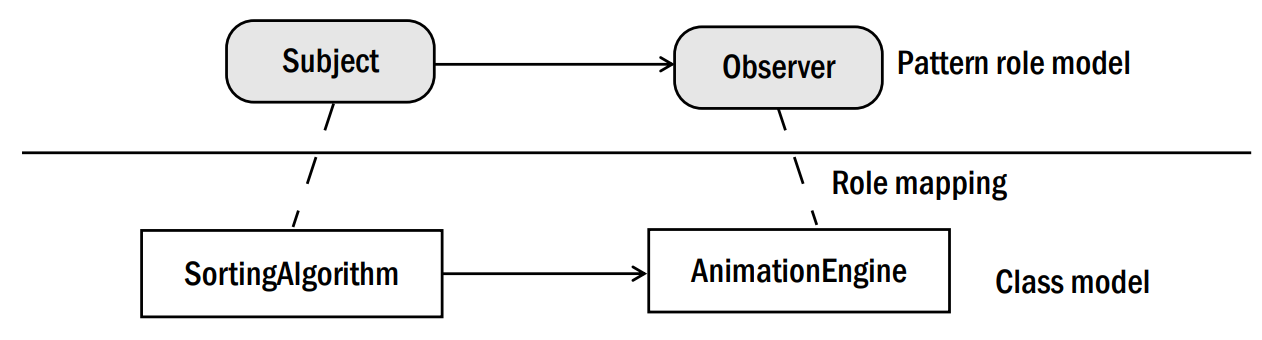 Subject
Observer
Pattern role model
Role mapping
SortingAlgorithm
AnimationEngine
Class model